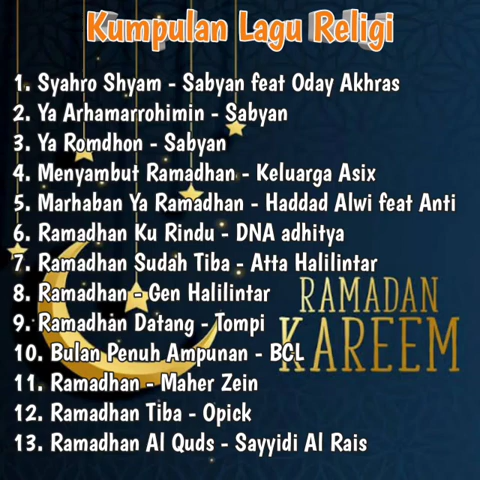 Kumpulan Lagu Religi
1. Syahro Shyam - Sabyan feat Oday Akhras
2. Ya Arhamarrohimin - Sabyan
3. Ya Romdhon - Sabyan
4. Menyambut Ramadhan - Keluarga Asix
5. Marhaban Ya Ramadhan - Haddad Alwi feat Anti
6. Ramadhan Ku Rindu - DNA adhitya
7. Ramadhan Sudah Tiba - Atta Halilintar
8. Ramadhan - Gen Halilintar
9. Ramadhan Datang - Tompi
10. Bulan Penuh Ampunan - BCL
11. Ramadhan - Maher Zein
12. Ramadhan Tiba - Opick
13. Ramadhan Al Quds - Sayyidi Al Rais
RAMADAN
KAREEM